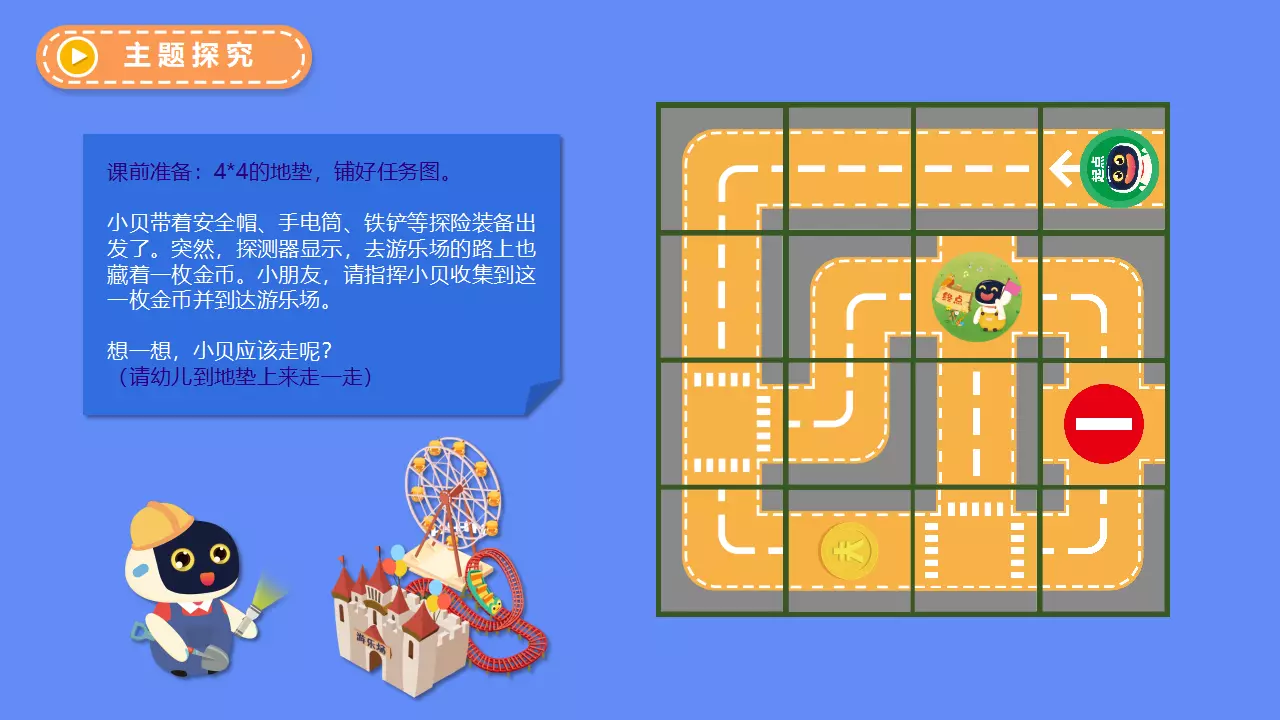 主题探究
课前准备：4*4的地垫，铺好任务图。
小贝带着安全帽、手电筒、铁铲等探险装备出
发了。突然，探测器显示，去游乐场的路上也
藏着一枚金币。小朋友，请指挥小贝收集到这
一枚金币并到达游乐场。
想一想，小贝应该走呢？
（请幼儿到地垫上来走一走）
起点
终点
游乐场